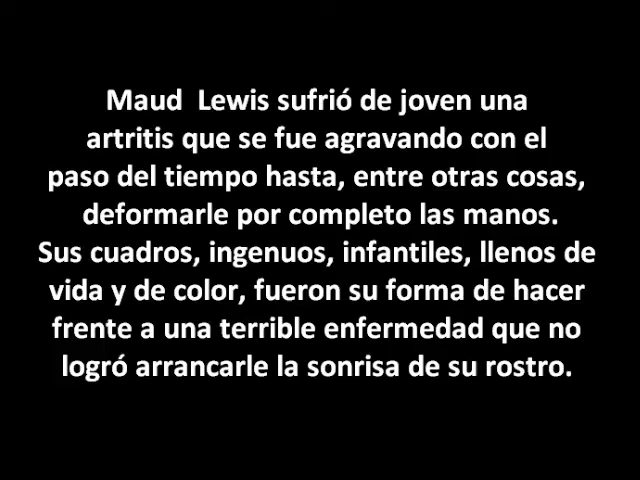 Maud  Lewis sufrió de joven una
artritis que se fue agravando con el
paso del tiempo hasta, entre otras cosas,
deformarle por completo las manos.
Sus cuadros, ingenuos, infantiles, llenos de
vida y de color, fueron su forma de hacer
frente a una terrible enfermedad que no
logró arrancarle la sonrisa de su rostro.